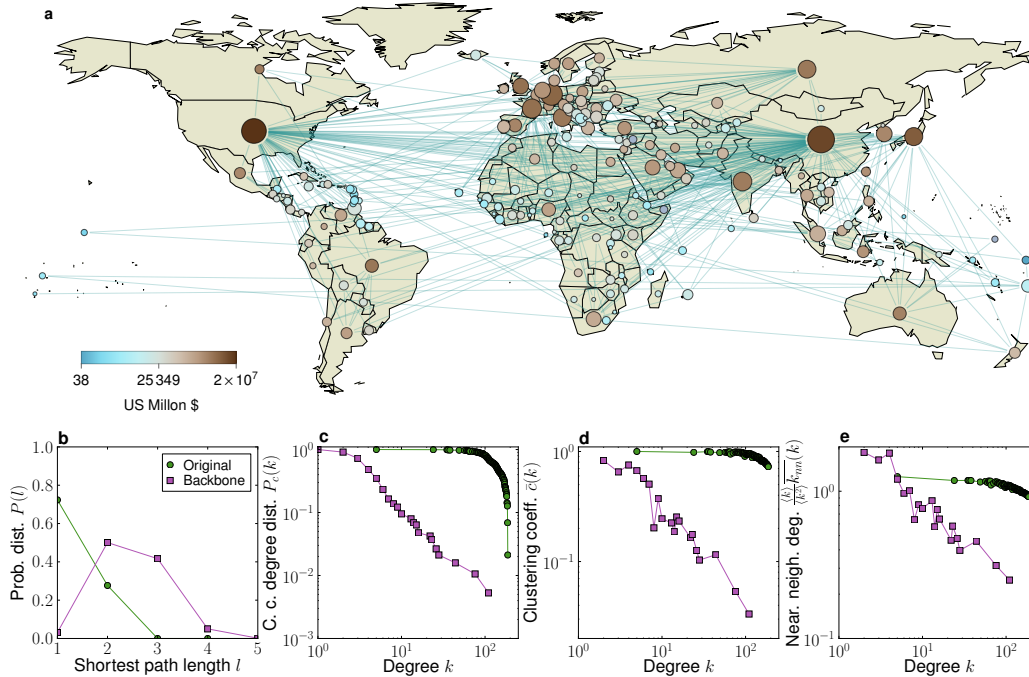 a
38
25 349
2 × 10⁷
US Millon $
b
Prob. dist. P(l)
1.0
0.8
0.6
0.4
0.2
0.0
1
2
3
4
5
Shortest path length l
Original
Backbone
c
C. c. degree dist. P_c(k)
10⁰
10⁻¹
10⁻²
10⁻³
10⁰
10¹
10²
Degree k
d
Clustering coeff. c̄(k)
10⁰
10⁻¹
10⁰
10¹
10²
Degree k
e
Near. neigh. deg. ⟨k⟩/⟨k²⟩ k̄_nn(k)
10⁰
10⁻¹
10⁰
10¹
10²
Degree k